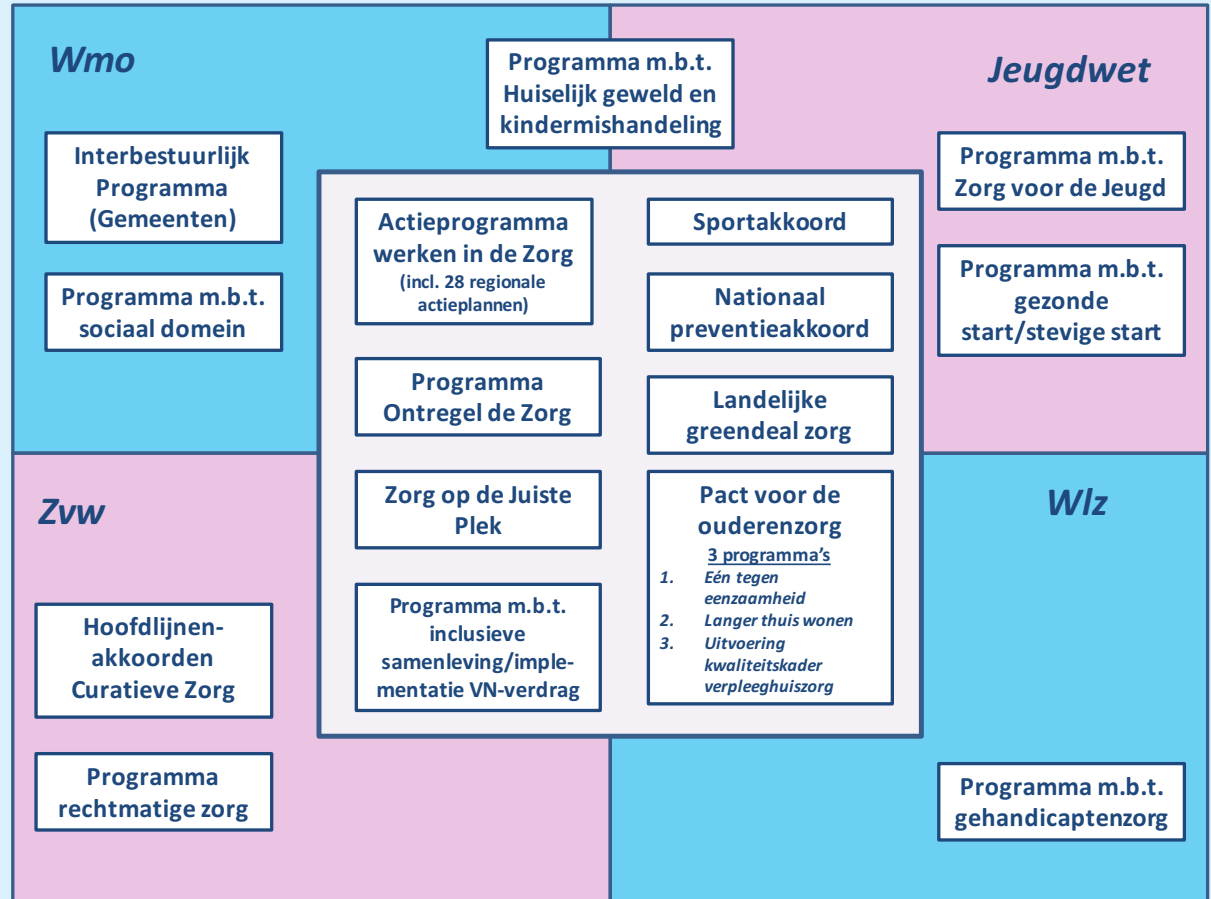 Wmo
Interbestuurlijk
Programma
(Gemeenten)
Programma m.b.t.
sociaal domein
Programma m.b.t.
Huiselijk geweld en
kindermishandeling
Jeugdwet
Programma m.b.t.
Zorg voor de Jeugd
Programma m.b.t.
gezonde
start/stevige start
Actieprogramma
werken in de Zorg
(incl. 28 regionale
actieplannen)
Programma
Ontregel de Zorg
Zorg op de Juiste
Plek
Programma m.b.t.
inclusieve
samenleving/imple-
mentatie VN-verdrag
Sportakkoord
Nationaal
preventieakkoord
Landelijke
greendeal zorg
Pact voor de
ouderenzorg
3 programma's
1. Eén tegen
eenzaamheid
2. Langer thuis wonen
3. Uitvoering
kwaliteitskader
verpleeghuiszorg
Zvw
Hoofdlijnen-
akkoorden
Curatieve Zorg
Programma
rechtmatige zorg
Wlz
Programma m.b.t.
gehandicaptenzorg